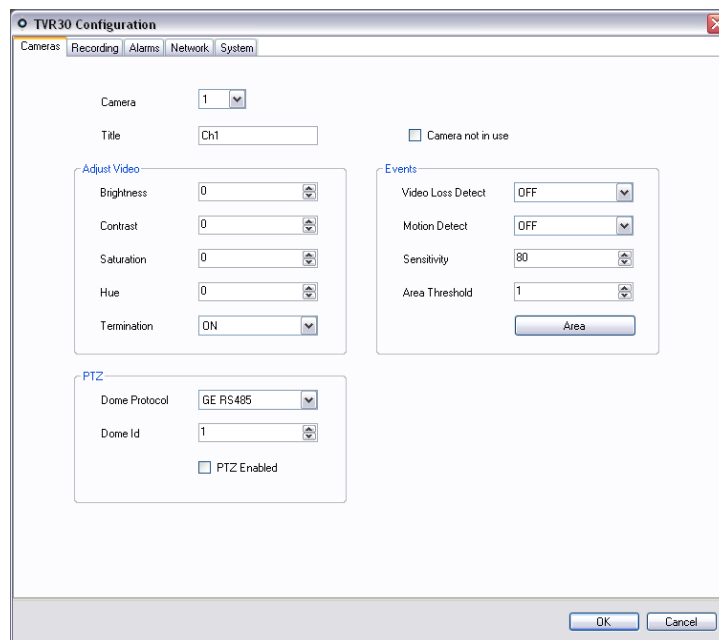 TVR30 Configuration
Cameras Recording Alarms Network System
Camera 1
Title Ch1 Camera not in use
Adjust Video
Brightness 0
Contrast 0
Saturation 0
Hue 0
Termination ON
Events
Video Loss Detect OFF
Motion Detect OFF
Sensitivity 80
Area Threshold 1
Area
PTZ
Dome Protocol GE RS485
Dome Id 1
PTZ Enabled
OK Cancel